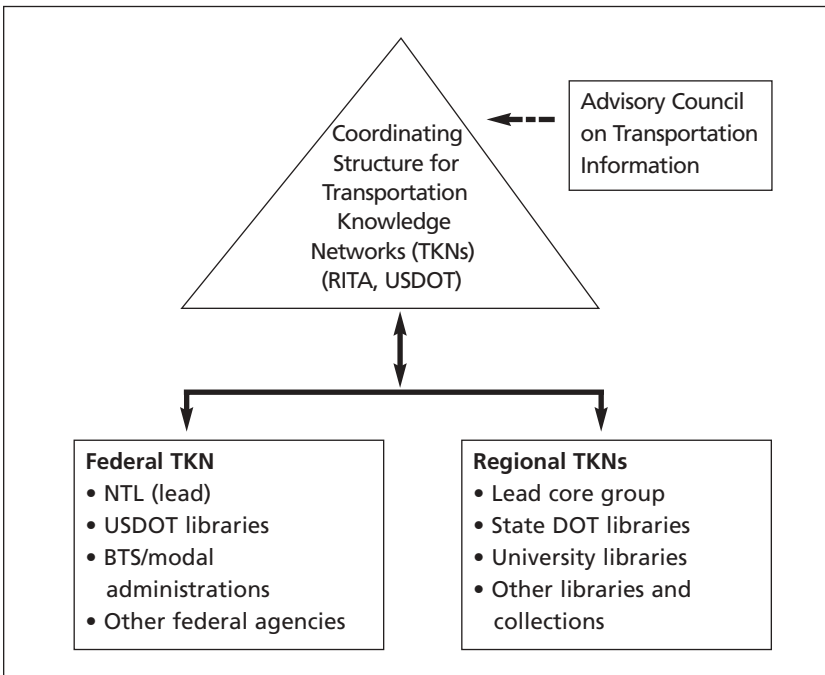 Coordinating
Structure for
Transportation
Knowledge
Networks (TKNs)
(RITA, USDOT)
Advisory Council
on Transportation
Information
Federal TKN
• NTL (lead)
• USDOT libraries
• BTS/modal
administrations
• Other federal agencies
Regional TKNs
• Lead core group
• State DOT libraries
• University libraries
• Other libraries and
collections